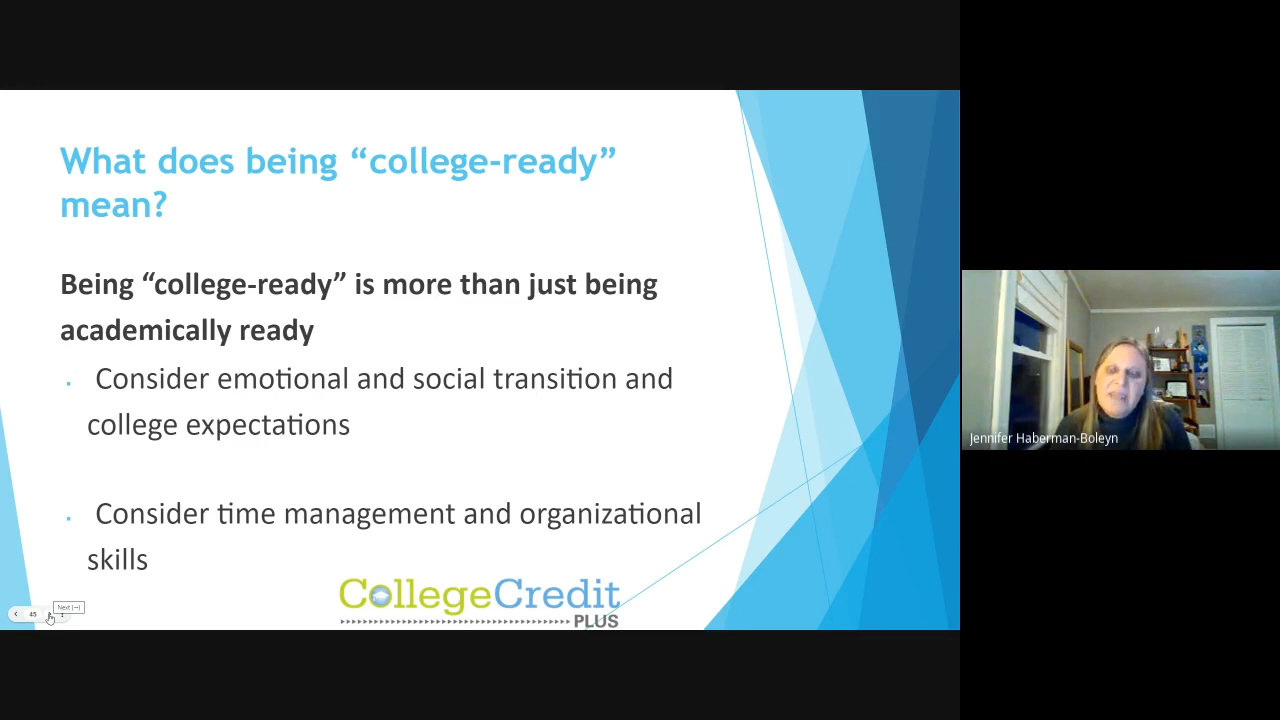 What does being “college-ready”
mean?
Being “college-ready” is more than just being
academically ready
Consider emotional and social transition and
college expectations
Consider time management and organizational
skills
CollegeCredit
PLUS
45
Next (→)
Jennifer Haberman-Boleyn